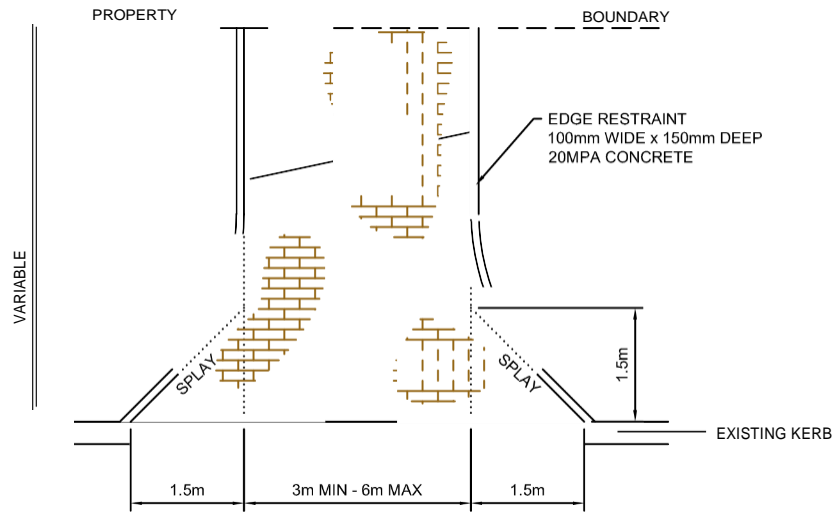 PROPERTY
BOUNDARY
EDGE RESTRAINT
100mm WIDE x 150mm DEEP
20MPA CONCRETE
VARIABLE
SPLAY
SPLAY
1.5m
EXISTING KERB
1.5m
3m MIN - 6m MAX
1.5m